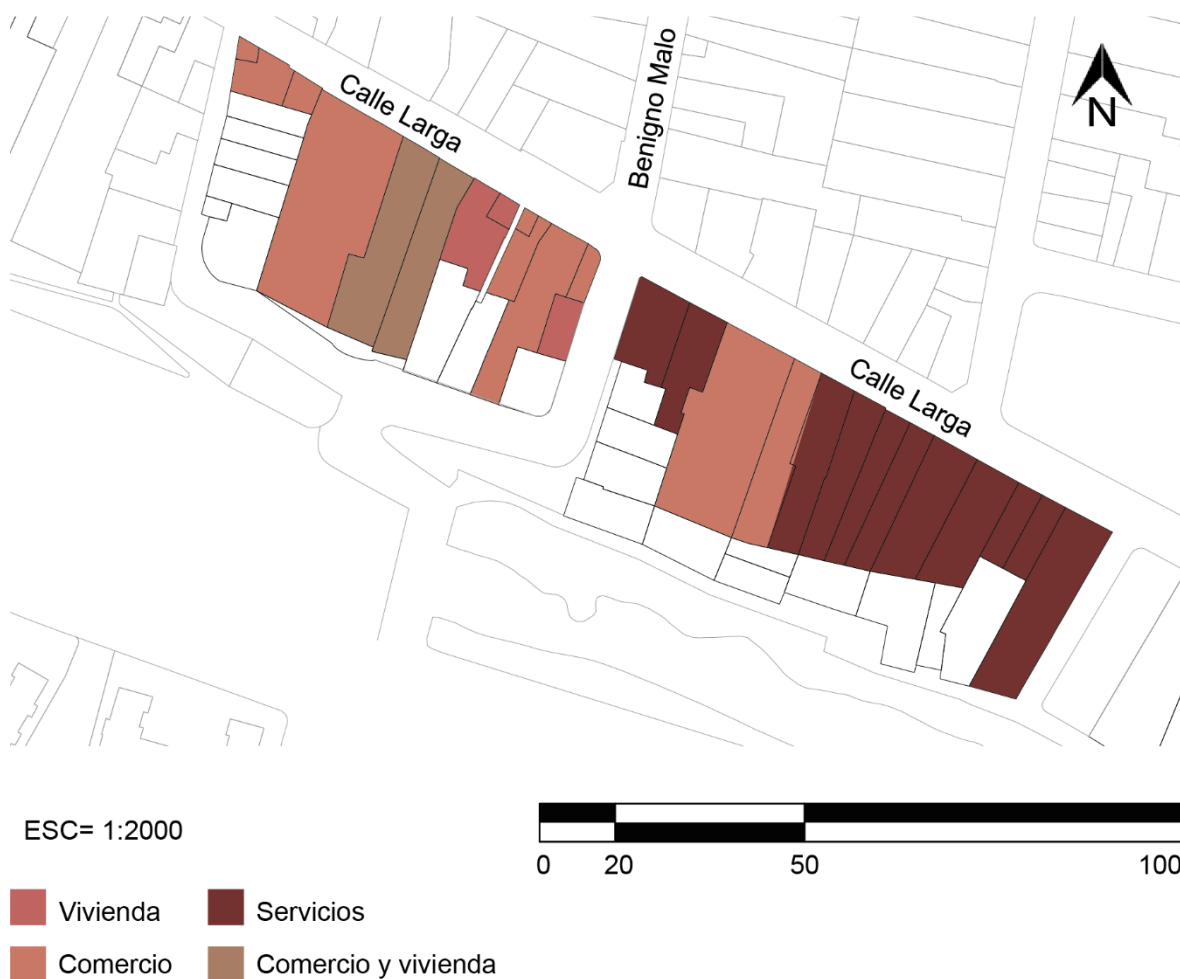 Calle Larga
Benigno Malo
N
Calle Larga
ESC= 1:2000
0 20 50 100
Vivienda
Servicios
Comercio
Comercio y vivienda